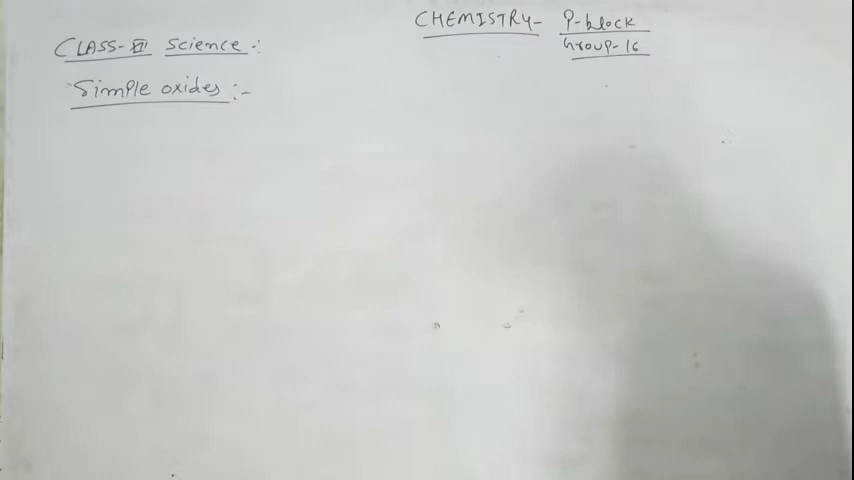 CHEMISTRY- P-block
Group-16
CLASS-XII Science :
Simple oxides :-